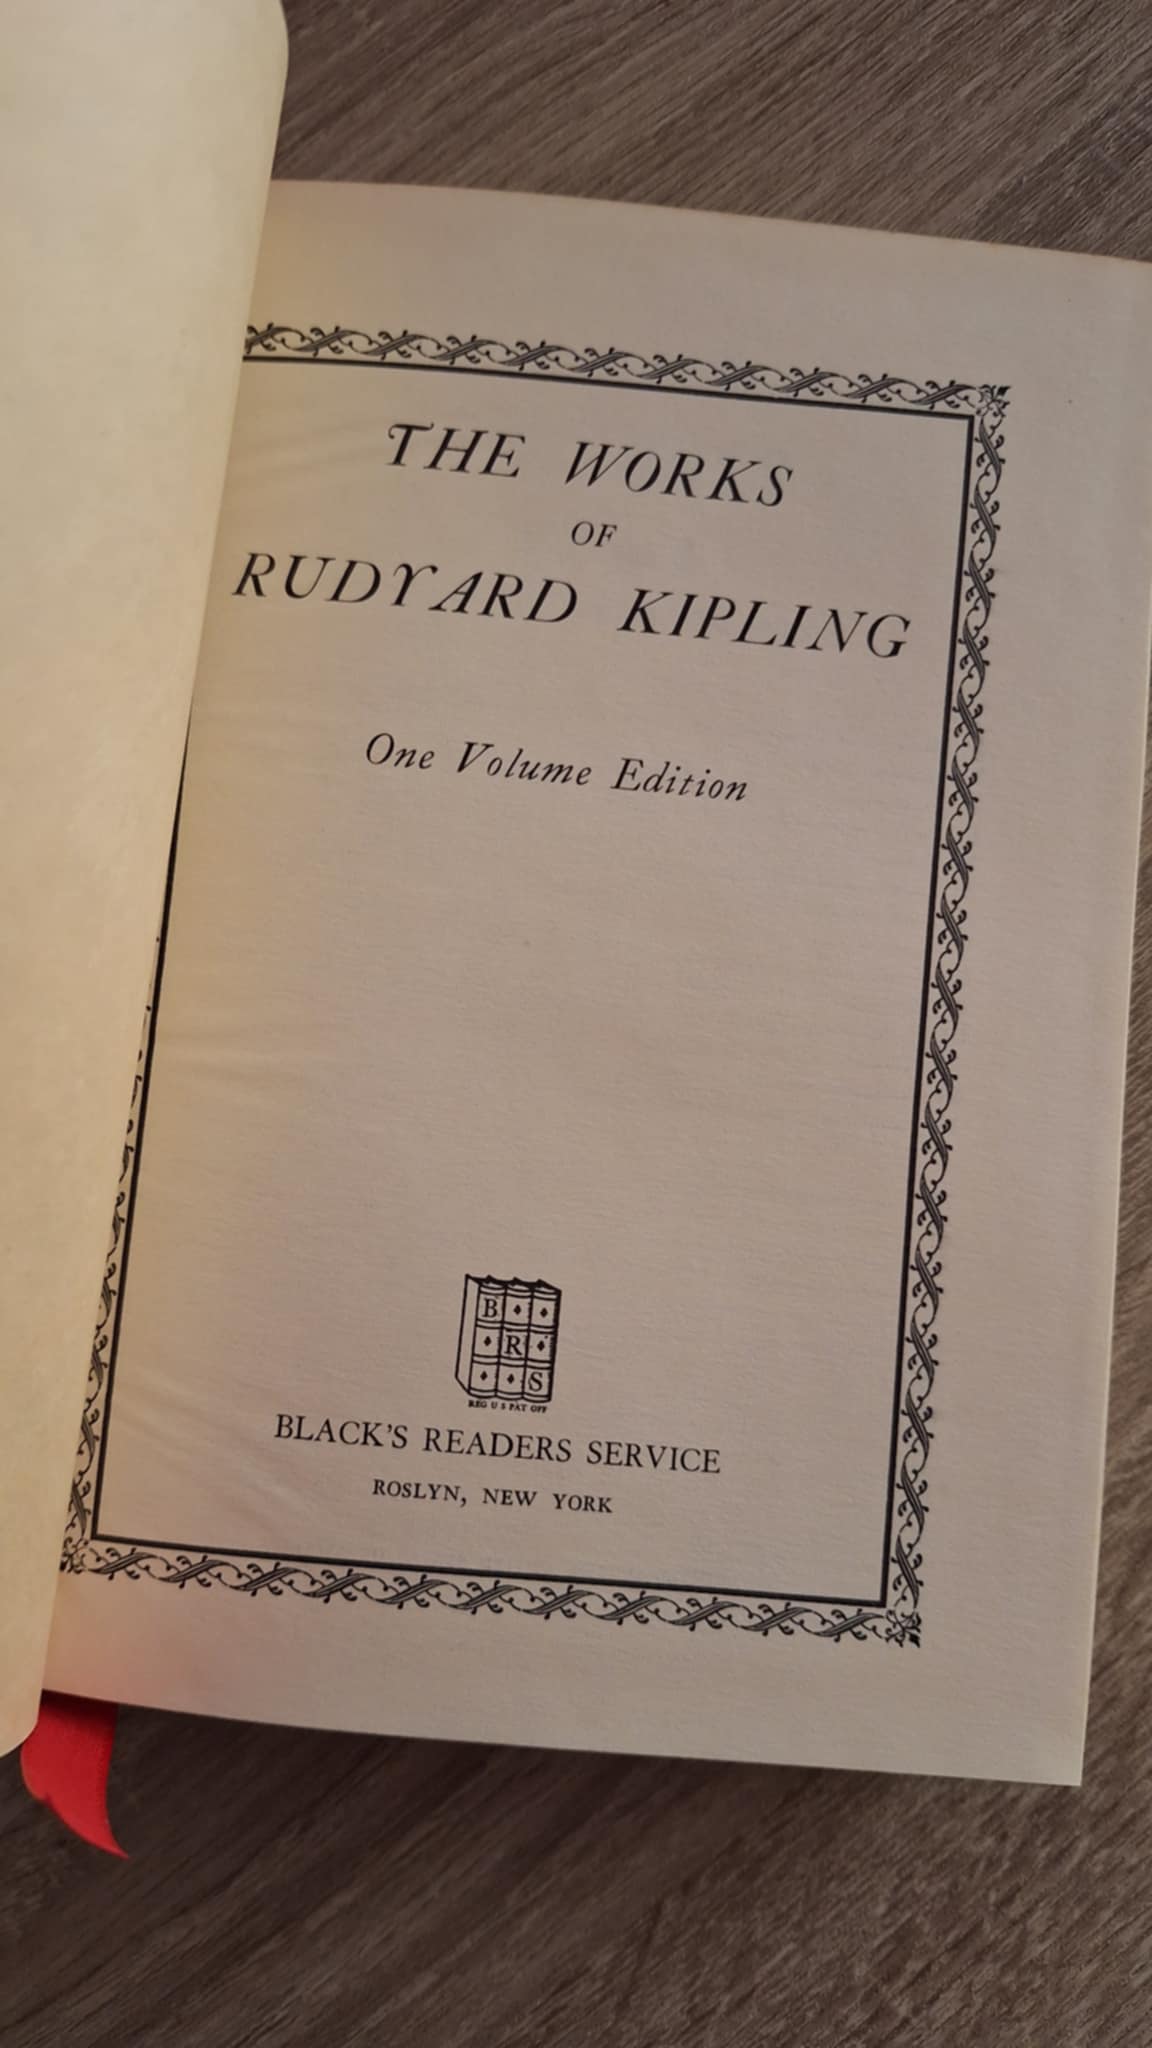 THE WORKS
OF
RUDYARD KIPLING
One Volume Edition
B
R
S
REG U S PAT OFF
BLACK'S READERS SERVICE
ROSLYN, NEW YORK